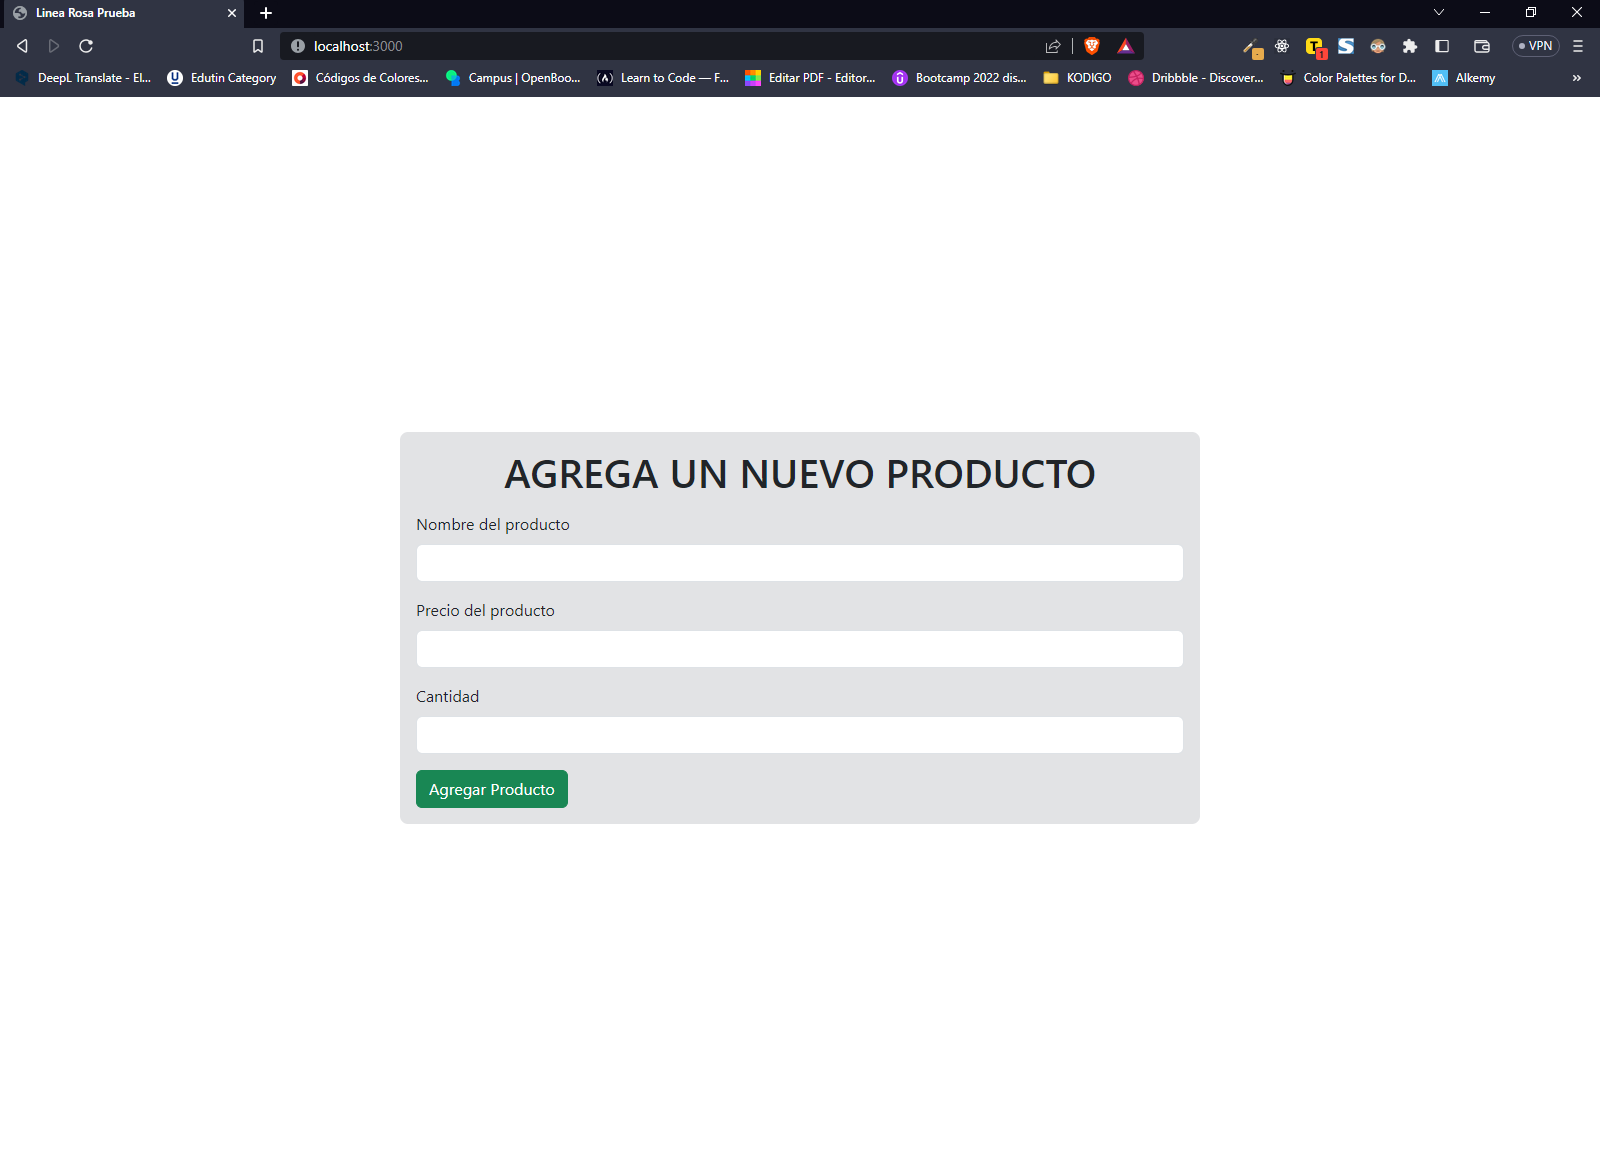 Linea Rosa Prueba
localhost:3000
VPN
DeepL Translate - El...
Edutin Category
Códigos de Colores...
Campus | OpenBoo...
Learn to Code — F...
Editar PDF - Editor...
Bootcamp 2022 dis...
KODIGO
Dribbble - Discover...
Color Palettes for D...
Alkemy
AGREGA UN NUEVO PRODUCTO
Nombre del producto
Precio del producto
Cantidad
Agregar Producto